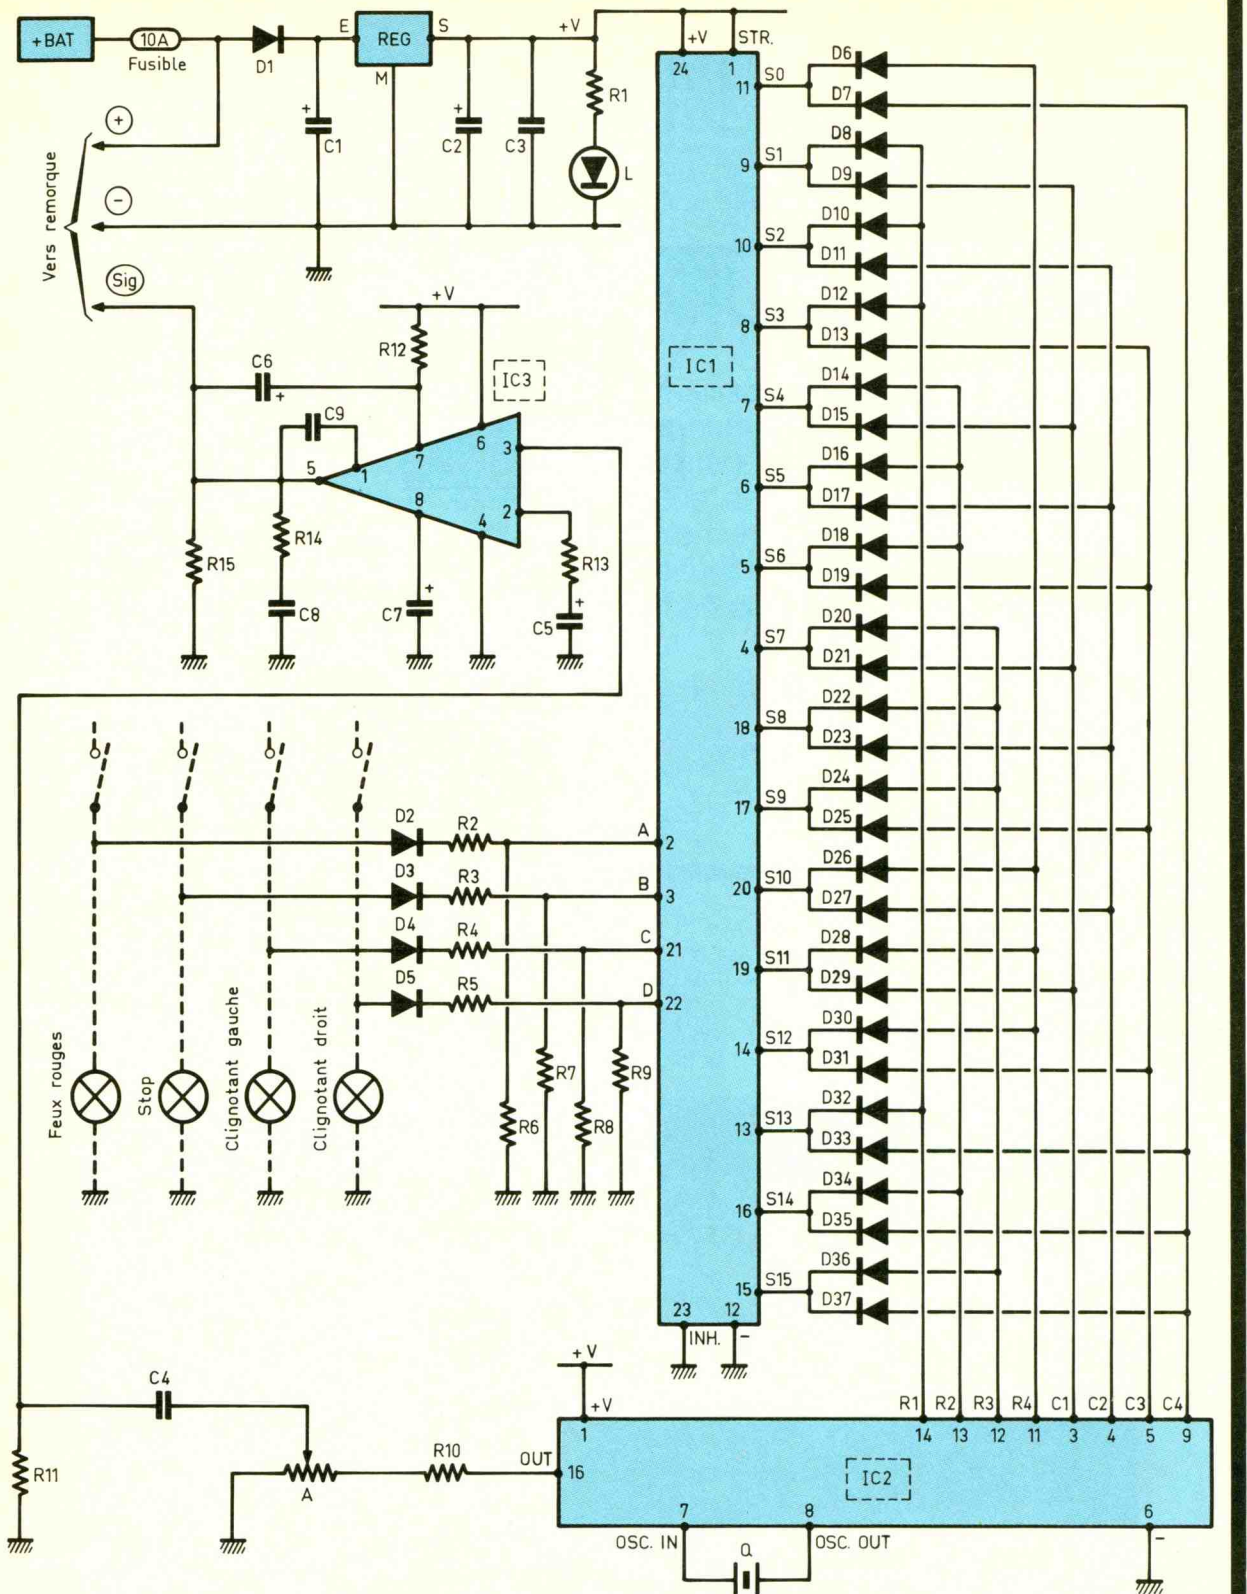 +BAT
10A
Fusible
D1
E
REG
S
M
+V
+
C1
+
C2
C3
R1
L
+
-
Sig
Vers remorque
+V
R12
C6
+
IC3
C9
5
1
7
6
3
8
4
2
R14
R15
R13
C8
C7
+
C5
+
+V
STR.
24
1
IC1
11
S0
D6
D7
9
S1
D8
D9
10
S2
D10
D11
8
S3
D12
D13
7
S4
D14
D15
6
S5
D16
D17
5
S6
D18
D19
4
S7
D20
D21
18
S8
D22
D23
17
S9
D24
D25
20
S10
D26
D27
19
S11
D28
D29
14
S12
D30
D31
13
S13
D32
D33
16
S14
D34
D35
15
S15
D36
D37
D2
R2
A
2
D3
R3
B
3
D4
R4
C
21
D5
R5
D
22
Feux rouges
Stop
Clignotant gauche
Clignotant droit
R6
R7
R8
R9
23
12
INH.
-
C4
R11
A
R10
OUT
+V
+V
1
16
IC2
R1
R2
R3
R4
C1
C2
C3
C4
14
13
12
11
3
4
5
9
7
8
6
OSC. IN
OSC. OUT
-
Q